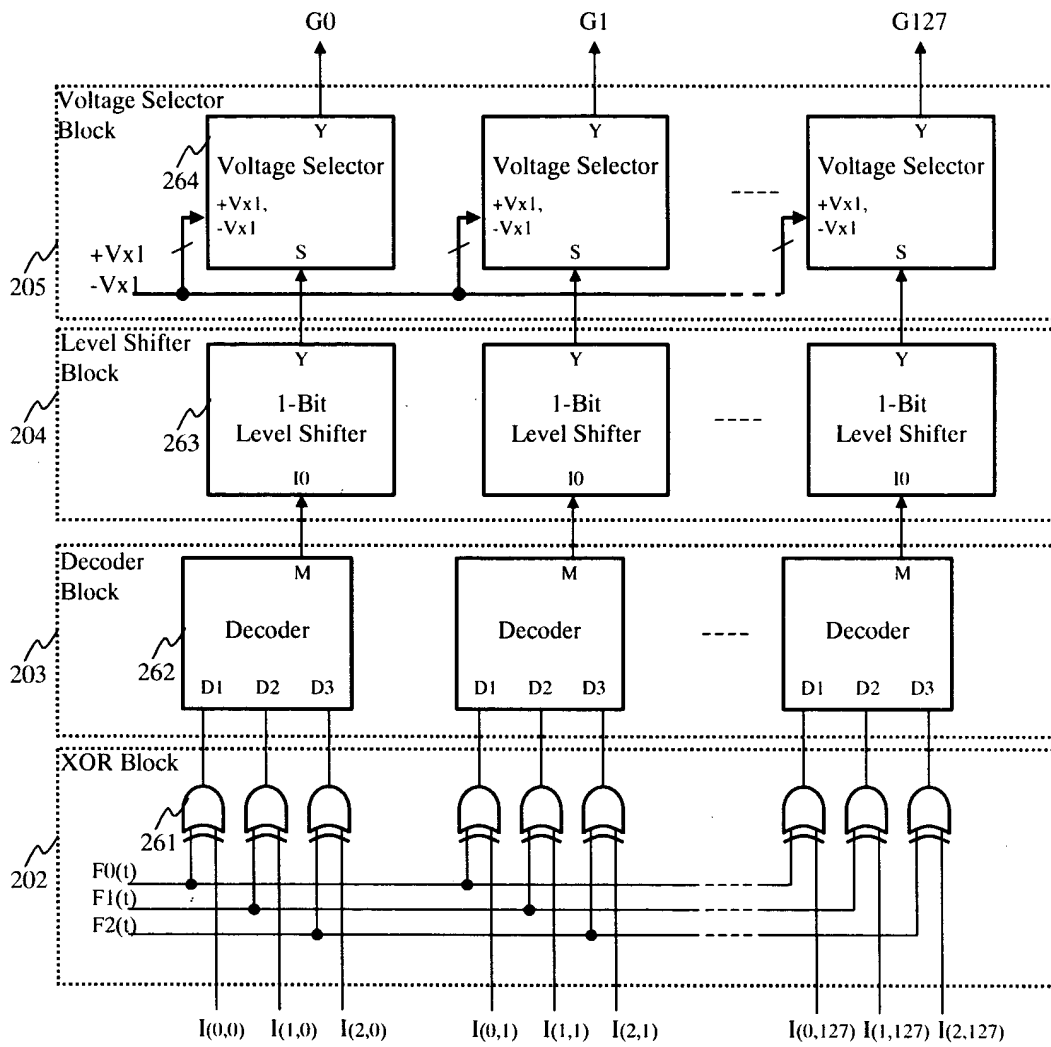 G0 G1 G127
Voltage Selector
Block
Y Y Y
Voltage Selector Voltage Selector Voltage Selector
264
+Vx1, +Vx1, +Vx1,
-Vx1 -Vx1 -Vx1
S S S
+Vx1
-Vx1
205
Level Shifter
Block
Y Y Y
1-Bit 1-Bit 1-Bit
Level Shifter Level Shifter Level Shifter
204
263
I0 I0 I0
Decoder
Block
M M M
Decoder Decoder Decoder
203
262
D1 D2 D3 D1 D2 D3 D1 D2 D3
XOR Block
261
202
F0(t)
F1(t)
F2(t)
I(0,0) I(1,0) I(2,0) I(0,1) I(1,1) I(2,1) I(0,127) I(1,127) I(2,127)